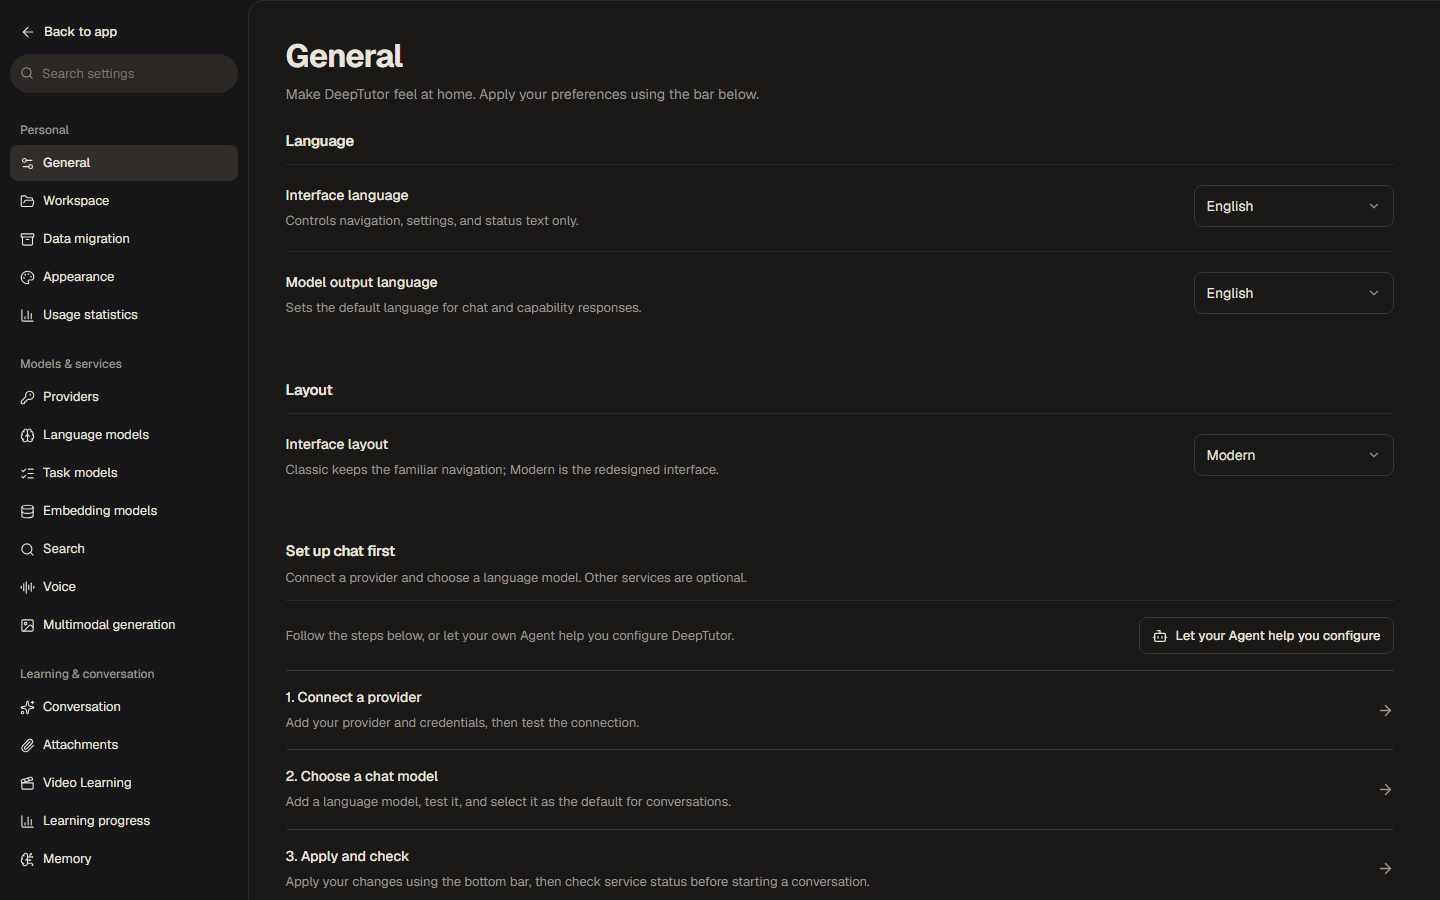 Back to app
Search settings
Personal
General
Workspace
Data migration
Appearance
Usage statistics
Models & services
Providers
Language models
Task models
Embedding models
Search
Voice
Multimodal generation
Learning & conversation
Conversation
Attachments
Video Learning
Learning progress
Memory
General
Make DeepTutor feel at home. Apply your preferences using the bar below.
Language
Interface language
Controls navigation, settings, and status text only.
English
Model output language
Sets the default language for chat and capability responses.
English
Layout
Interface layout
Classic keeps the familiar navigation; Modern is the redesigned interface.
Modern
Set up chat first
Connect a provider and choose a language model. Other services are optional.
Follow the steps below, or let your own Agent help you configure DeepTutor.
Let your Agent help you configure
1. Connect a provider
Add your provider and credentials, then test the connection.
2. Choose a chat model
Add a language model, test it, and select it as the default for conversations.
3. Apply and check
Apply your changes using the bottom bar, then check service status before starting a conversation.